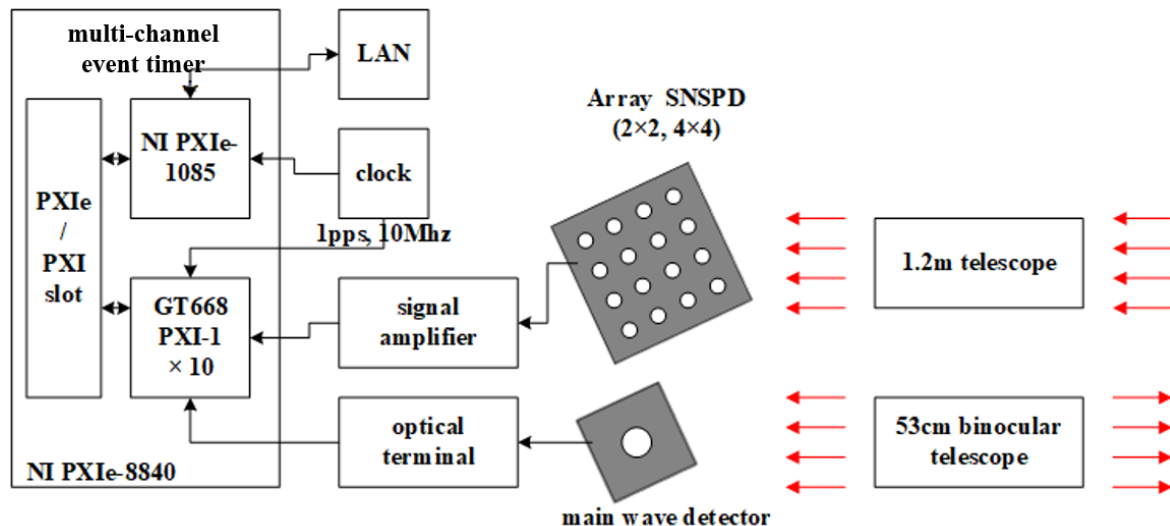 multi-channel
event timer
LAN
NI PXIe-
1085
clock
PXIe
/
PXI
slot
1pps, 10Mhz
GT668
PXI-1
× 10
signal
amplifier
optical
terminal
NI PXIe-8840
Array SNSPD
(2×2, 4×4)
main wave detector
1.2m telescope
53cm binocular
telescope